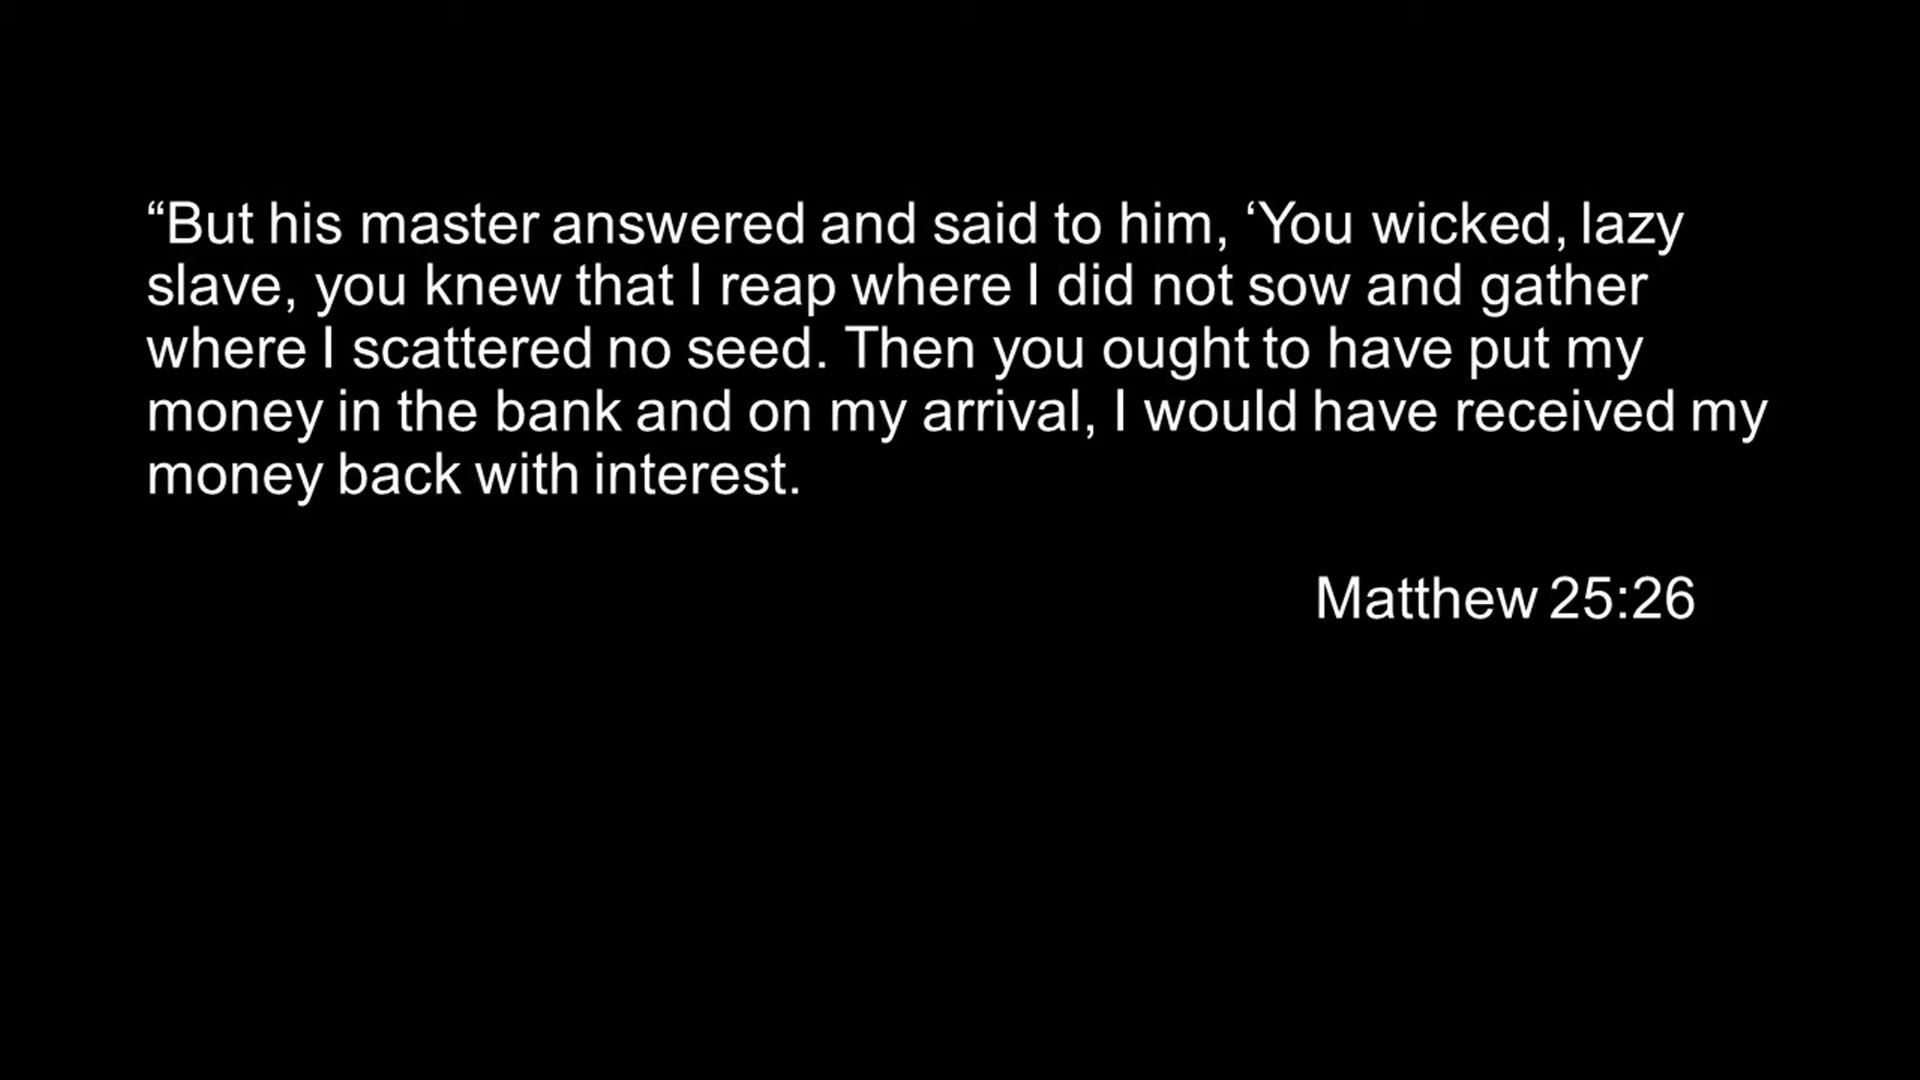 “But his master answered and said to him, ‘You wicked, lazy
slave, you knew that I reap where I did not sow and gather
where I scattered no seed. Then you ought to have put my
money in the bank and on my arrival, I would have received my
money back with interest.
Matthew 25:26